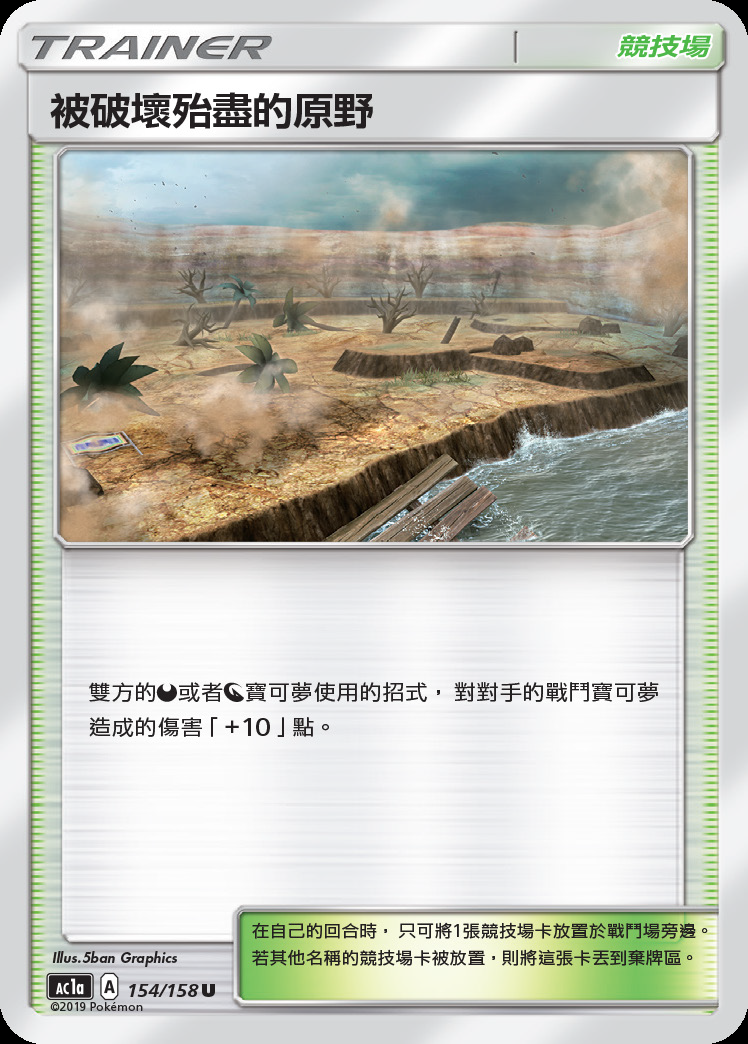 TRAINER
競技場
被破壞殆盡的原野
雙方的或者寶可夢使用的招式，對對手的戰鬥寶可夢
造成的傷害「+10」點。
在自己的回合時，只可將1張競技場卡放置於戰鬥場旁邊。
若其他名稱的競技場卡被放置，則將這張卡丟到棄牌區。
Illus.5ban Graphics
AC1a A 154/158 U
©2019 Pokémon